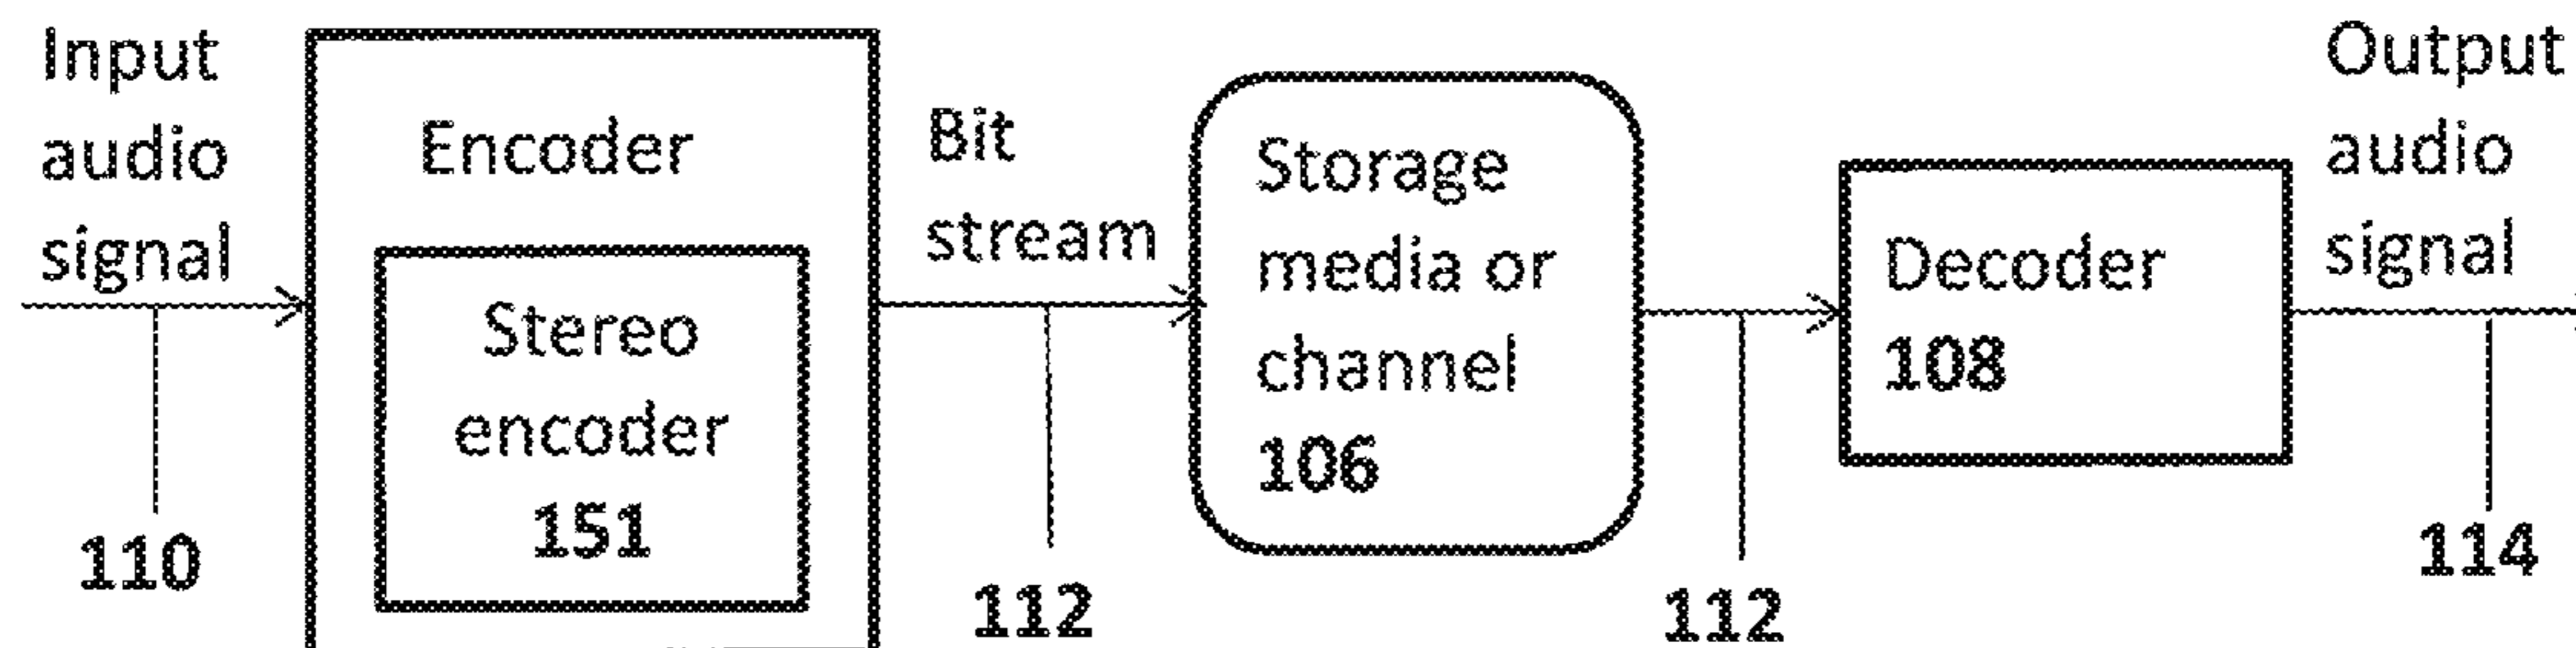 Input
audio
signal
110
Encoder
Stereo
encoder
151
Bit
stream
112
Storage
media or
channel
106
112
Decoder
108
Output
audio
signal
114